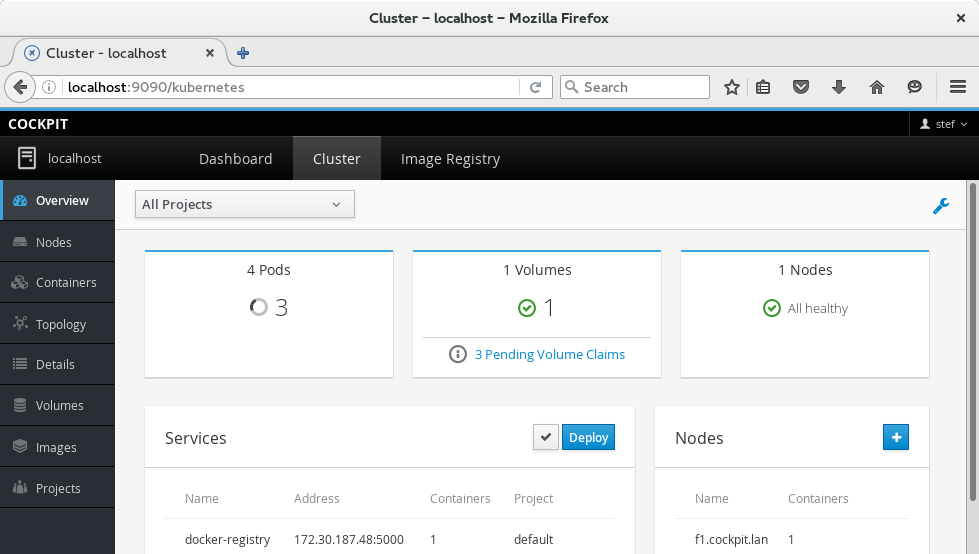 Cluster – localhost – Mozilla Firefox
Cluster - localhost
localhost:9090/kubernetes
Search
COCKPIT
stef
localhost
Dashboard
Cluster
Image Registry
Overview
Nodes
Containers
Topology
Details
Volumes
Images
Projects
All Projects
4 Pods
3
1 Volumes
1
3 Pending Volume Claims
1 Nodes
All healthy
Services
Deploy
Name Address Containers Project
docker-registry 172.30.187.48:5000 1 default
Nodes
Name Containers
f1.cockpit.lan 1